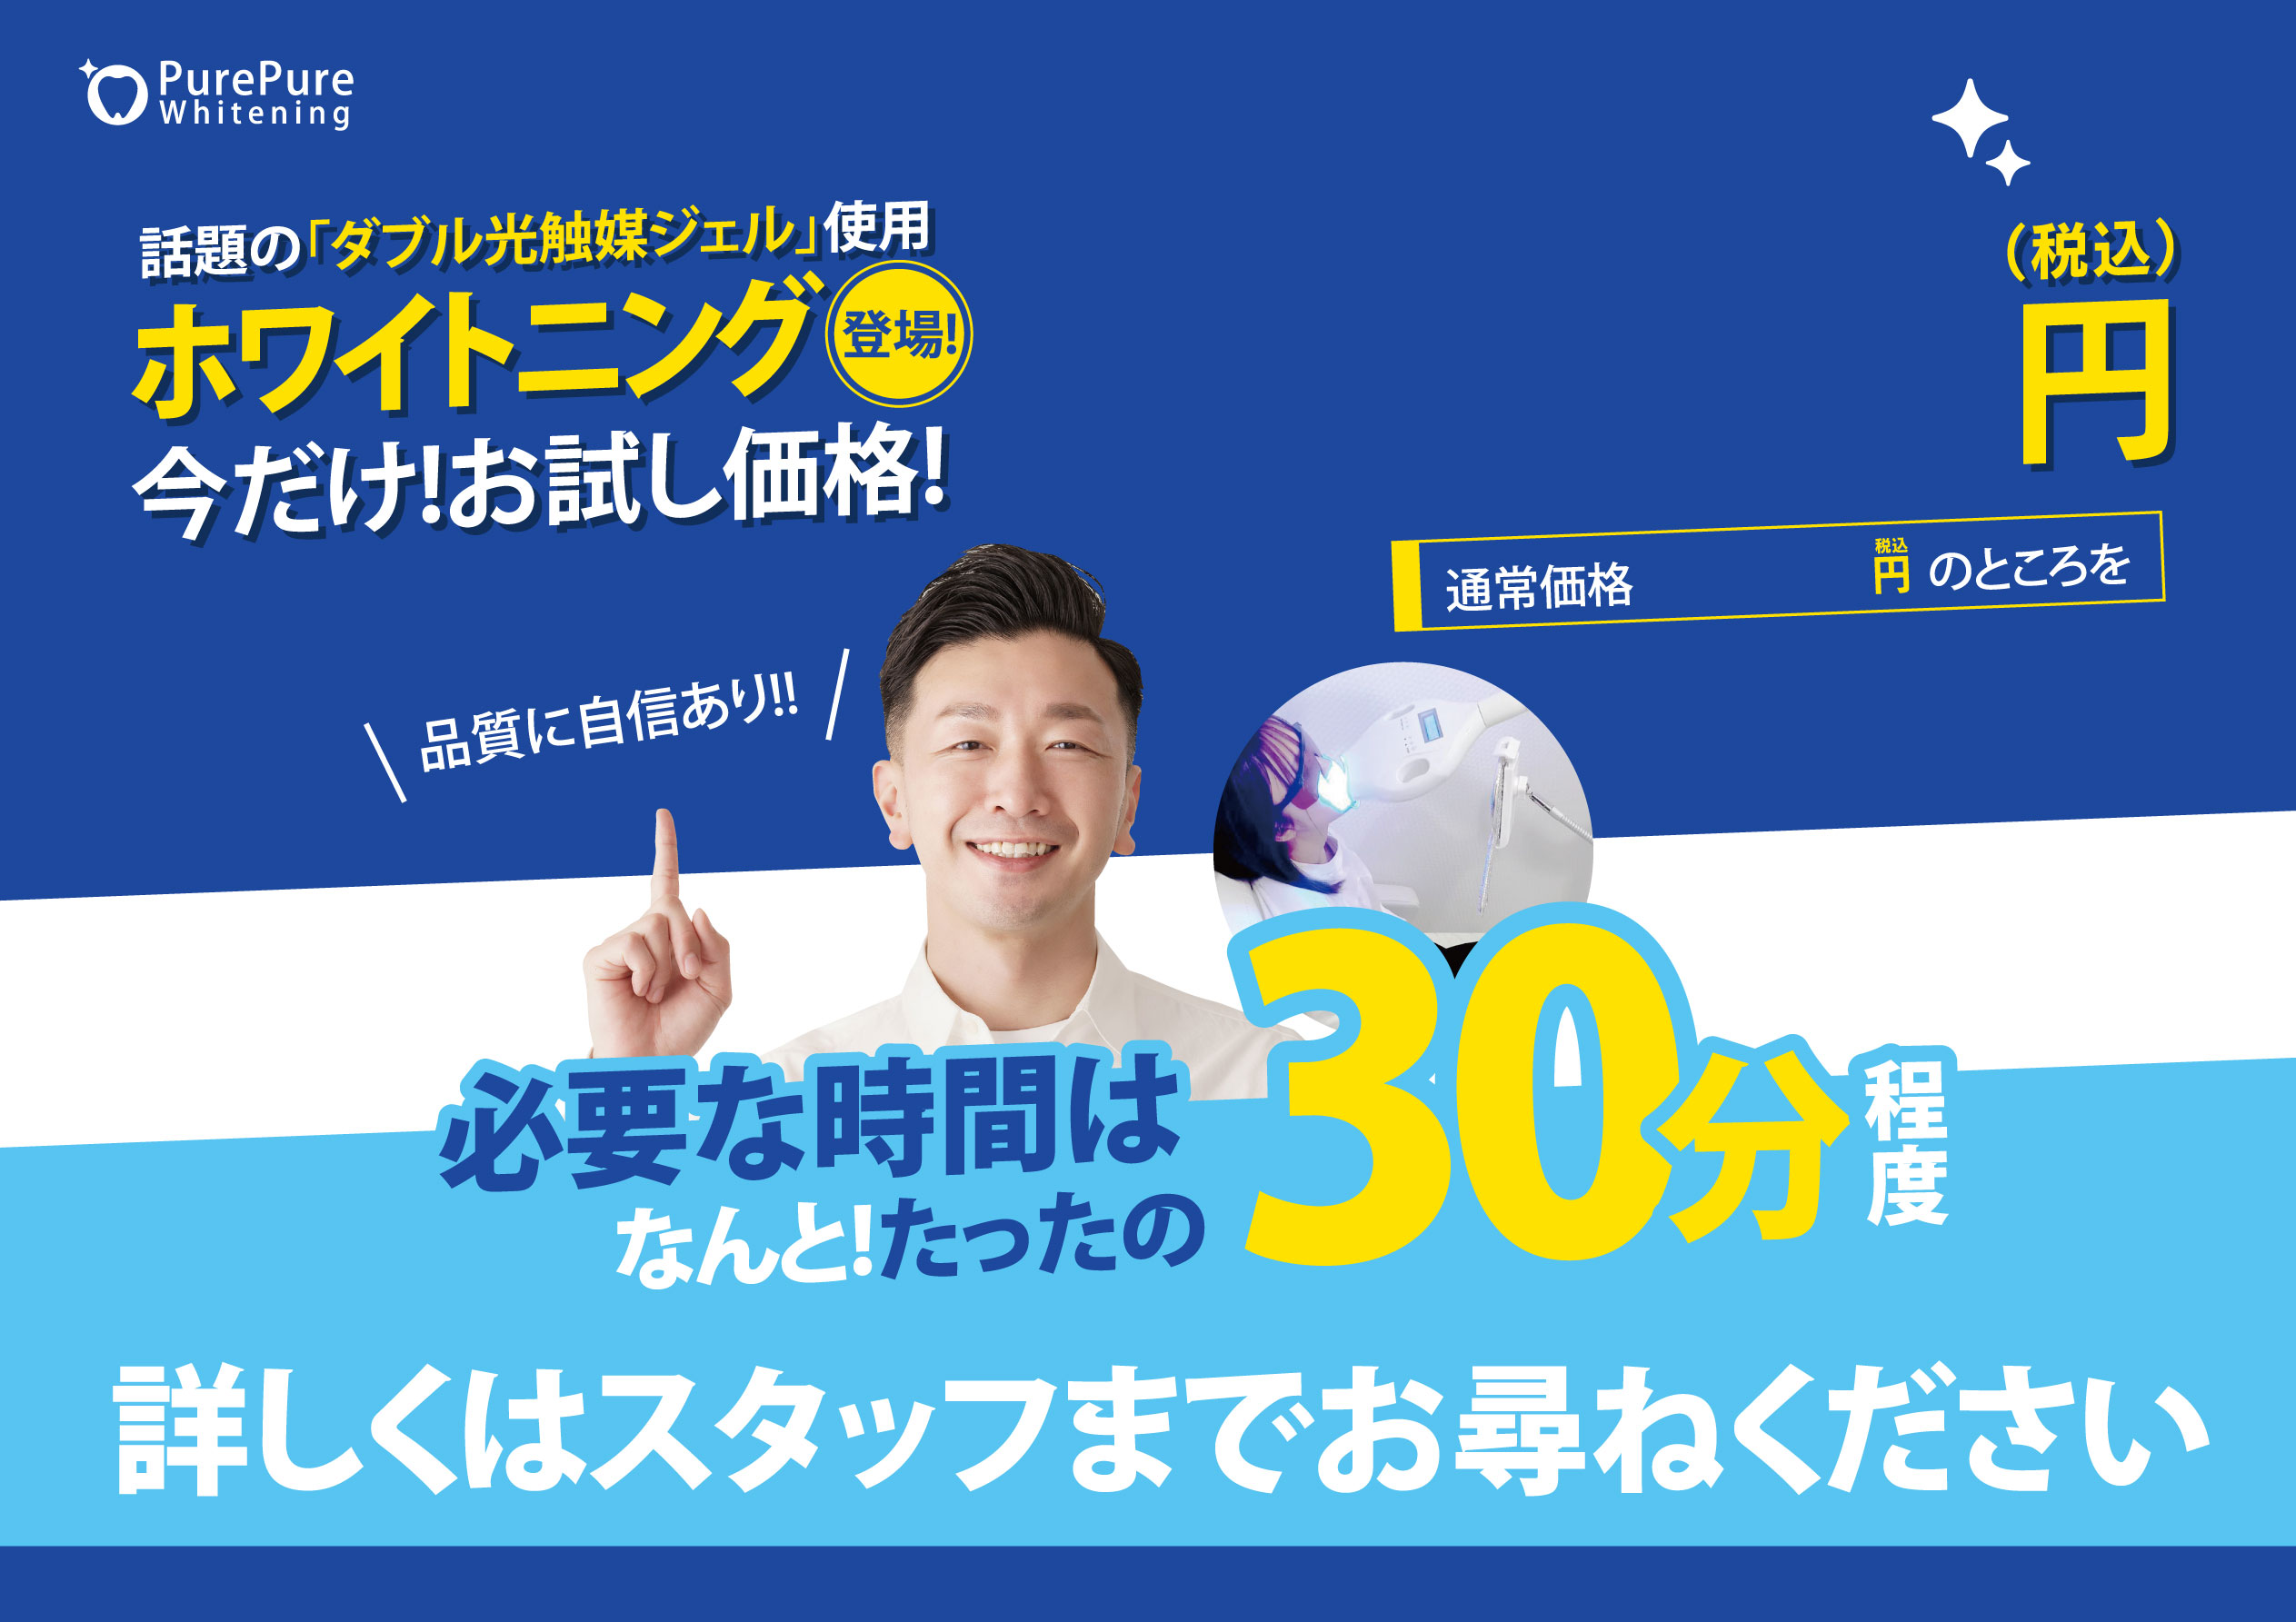 PurePure
Whitening
話題の「ダブル光触媒ジェル」使用
ホワイトニング
登場!
今だけ!お試し価格!
(税込)
円
通常価格 税込 円 のところを
品質に自信あり!!
必要な時間は
なんと!たったの
30分程度
詳しくはスタッフまでお尋ねください